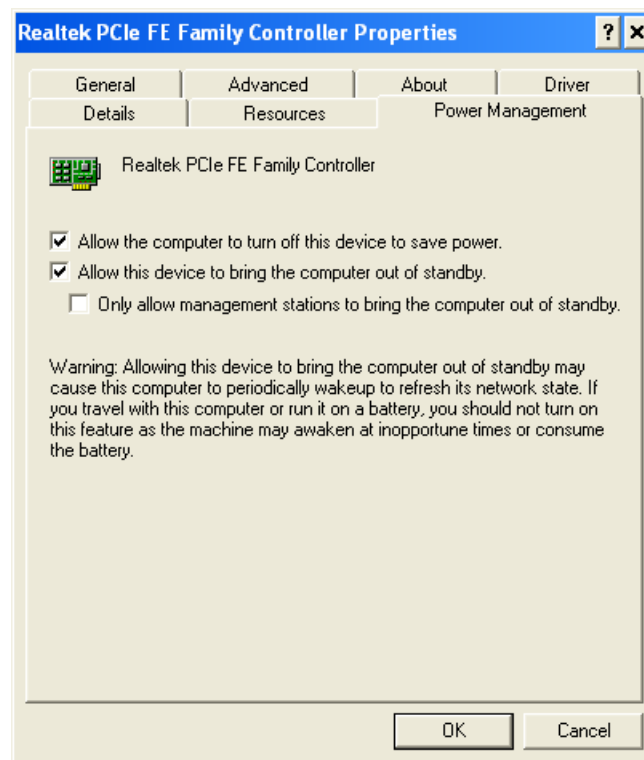 Realtek PCIe FE Family Controller Properties
General Advanced About Driver
Details Resources Power Management
Realtek PCIe FE Family Controller
Allow the computer to turn off this device to save power.
Allow this device to bring the computer out of standby.
Only allow management stations to bring the computer out of standby.
Warning: Allowing this device to bring the computer out of standby may
cause this computer to periodically wakeup to refresh its network state. If
you travel with this computer or run it on a battery, you should not turn on
this feature as the machine may awaken at inopportune times or consume
the battery.
OK Cancel